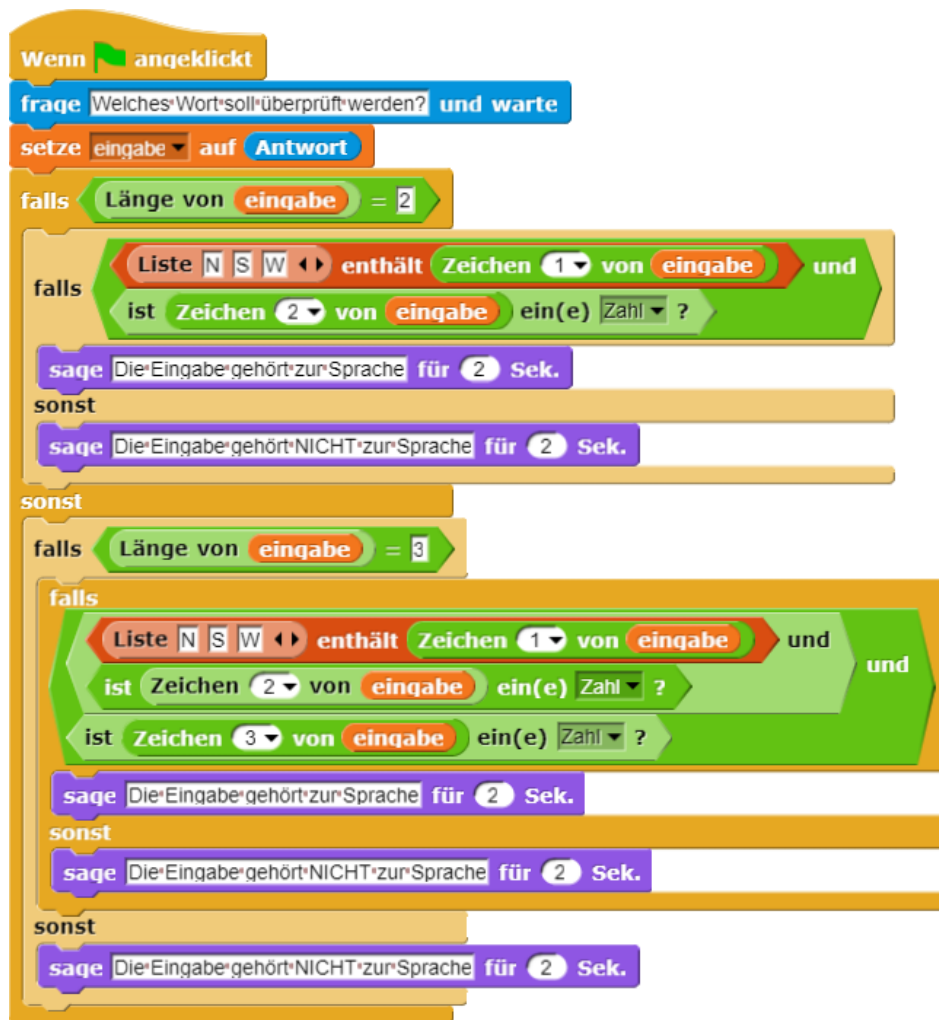 Wenn angeklickt
frage Welches Wort soll überprüft werden? und warte
setze eingabe auf Antwort
falls Länge von eingabe = 2
Liste N S W enthält Zeichen 1 von eingabe und
falls
ist Zeichen 2 von eingabe ein(e) Zahl ?
sage Die Eingabe gehört zur Sprache für 2 Sek.
sonst
sage Die Eingabe gehört NICHT zur Sprache für 2 Sek.
sonst
falls Länge von eingabe = 3
falls
Liste N S W enthält Zeichen 1 von eingabe und
und
ist Zeichen 2 von eingabe ein(e) Zahl ?
ist Zeichen 3 von eingabe ein(e) Zahl ?
sage Die Eingabe gehört zur Sprache für 2 Sek.
sonst
sage Die Eingabe gehört NICHT zur Sprache für 2 Sek.
sonst
sage Die Eingabe gehört NICHT zur Sprache für 2 Sek.